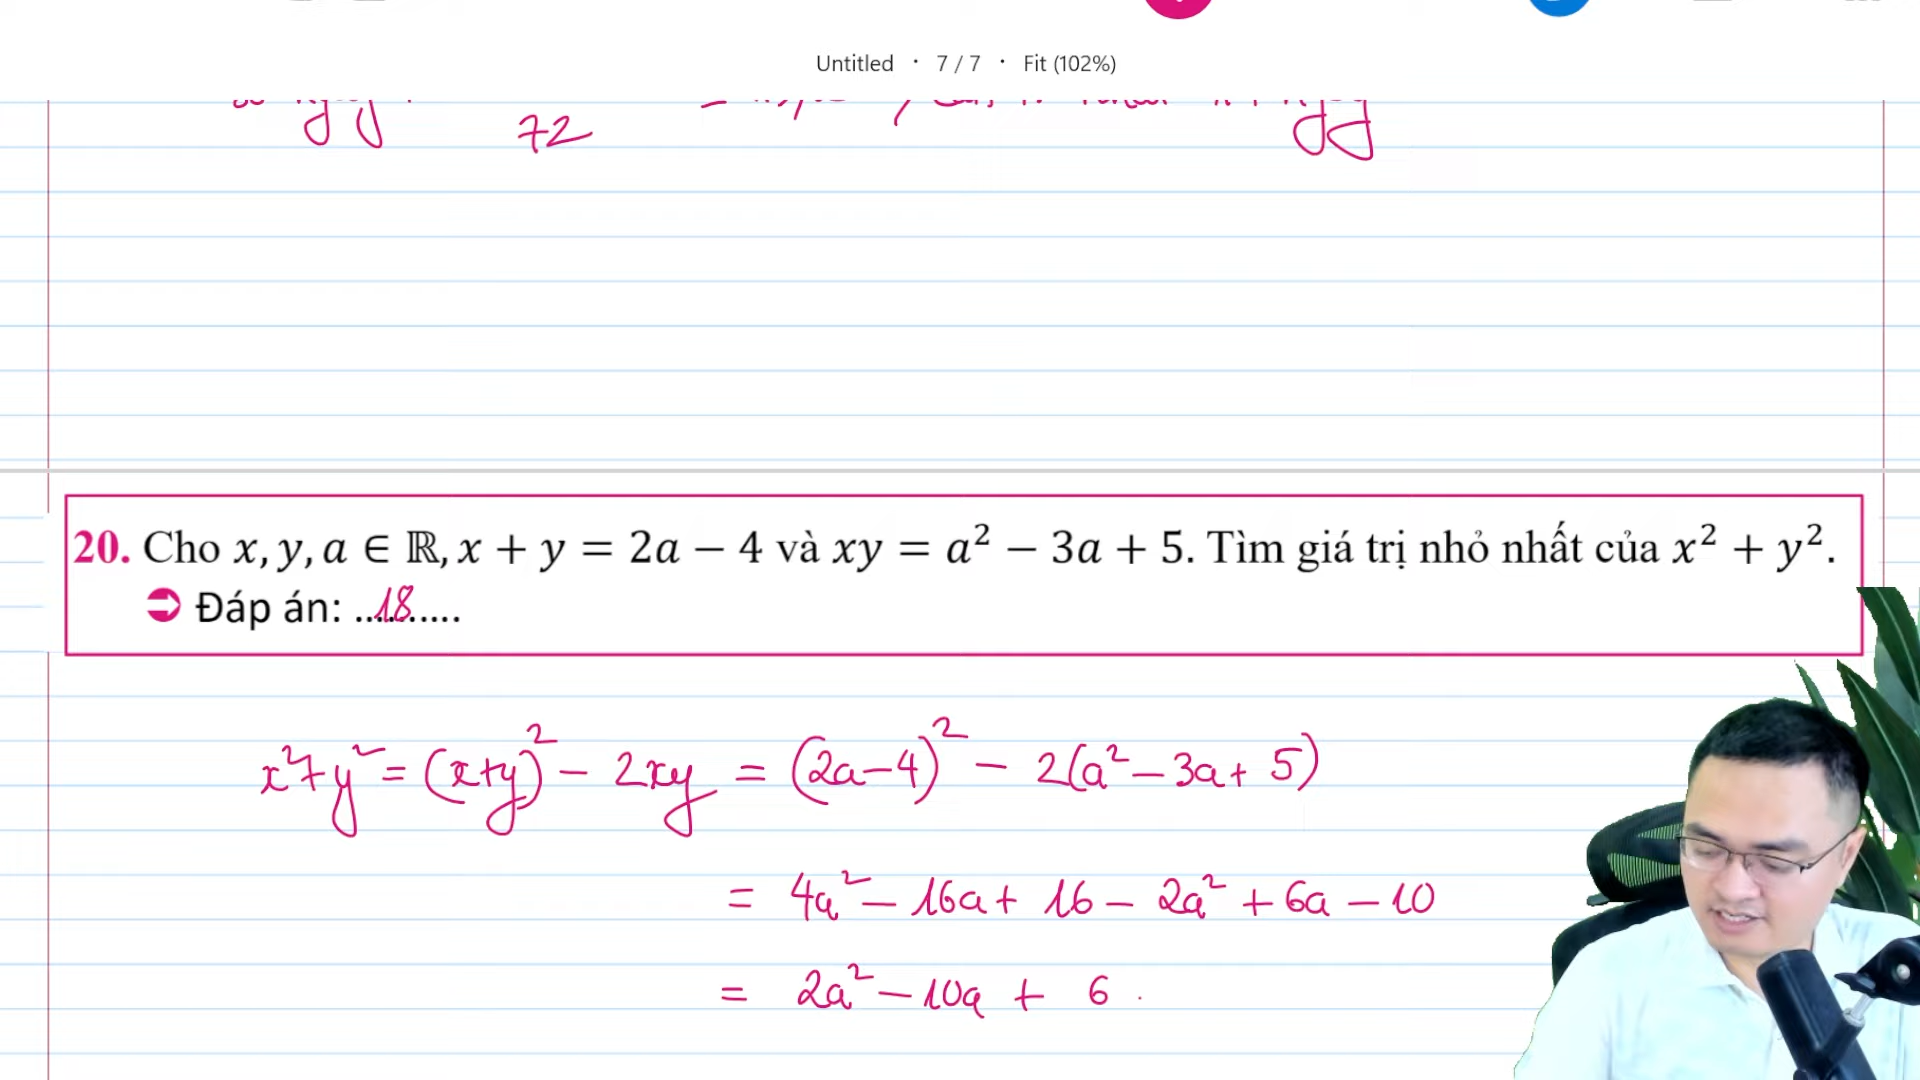 Untitled • 7 / 7 • Fit (102%)
72
20. Cho x, y, a ∈ ℝ, x + y = 2a − 4 và xy = a² − 3a + 5. Tìm giá trị nhỏ nhất của x² + y².
Đáp án: ..18.....
x² + y² = (x+y)² − 2xy = (2a−4)² − 2(a² − 3a + 5)
= 4a² − 16a + 16 − 2a² + 6a − 10
= 2a² − 10a + 6